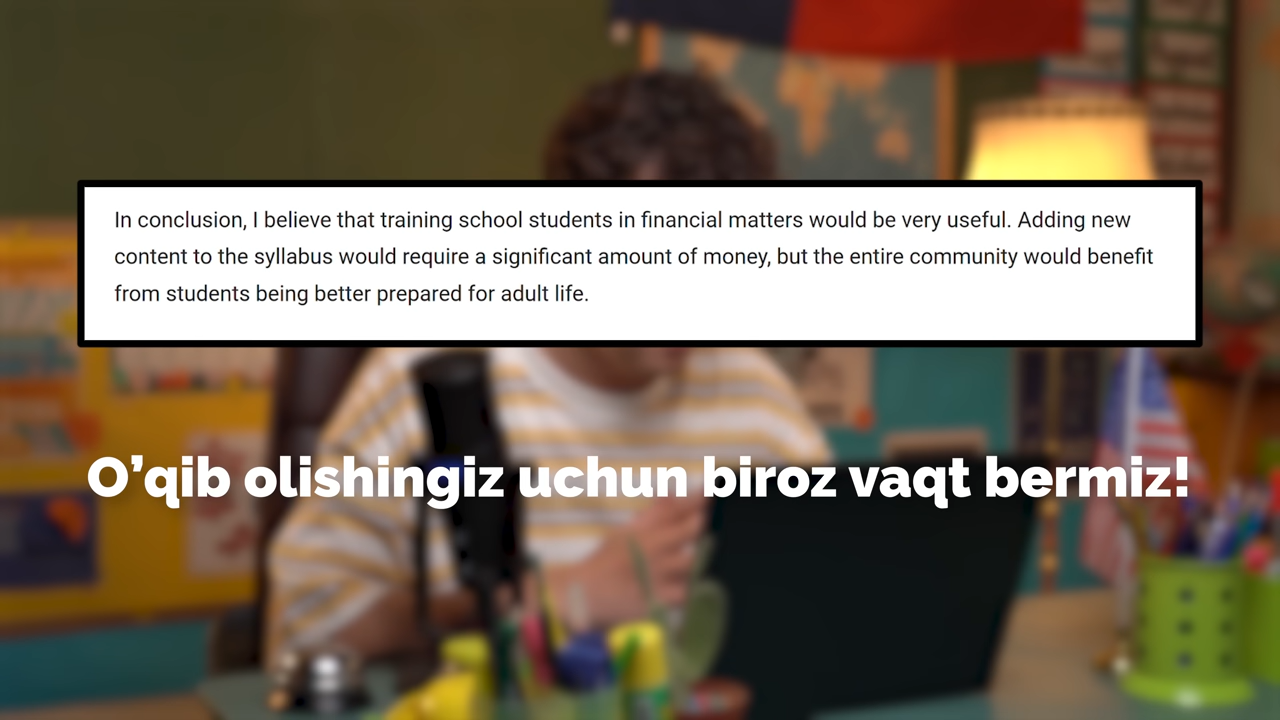 In conclusion, I believe that training school students in financial matters would be very useful. Adding new
content to the syllabus would require a significant amount of money, but the entire community would benefit
from students being better prepared for adult life.
O’qib olishingiz uchun biroz vaqt bermiz!